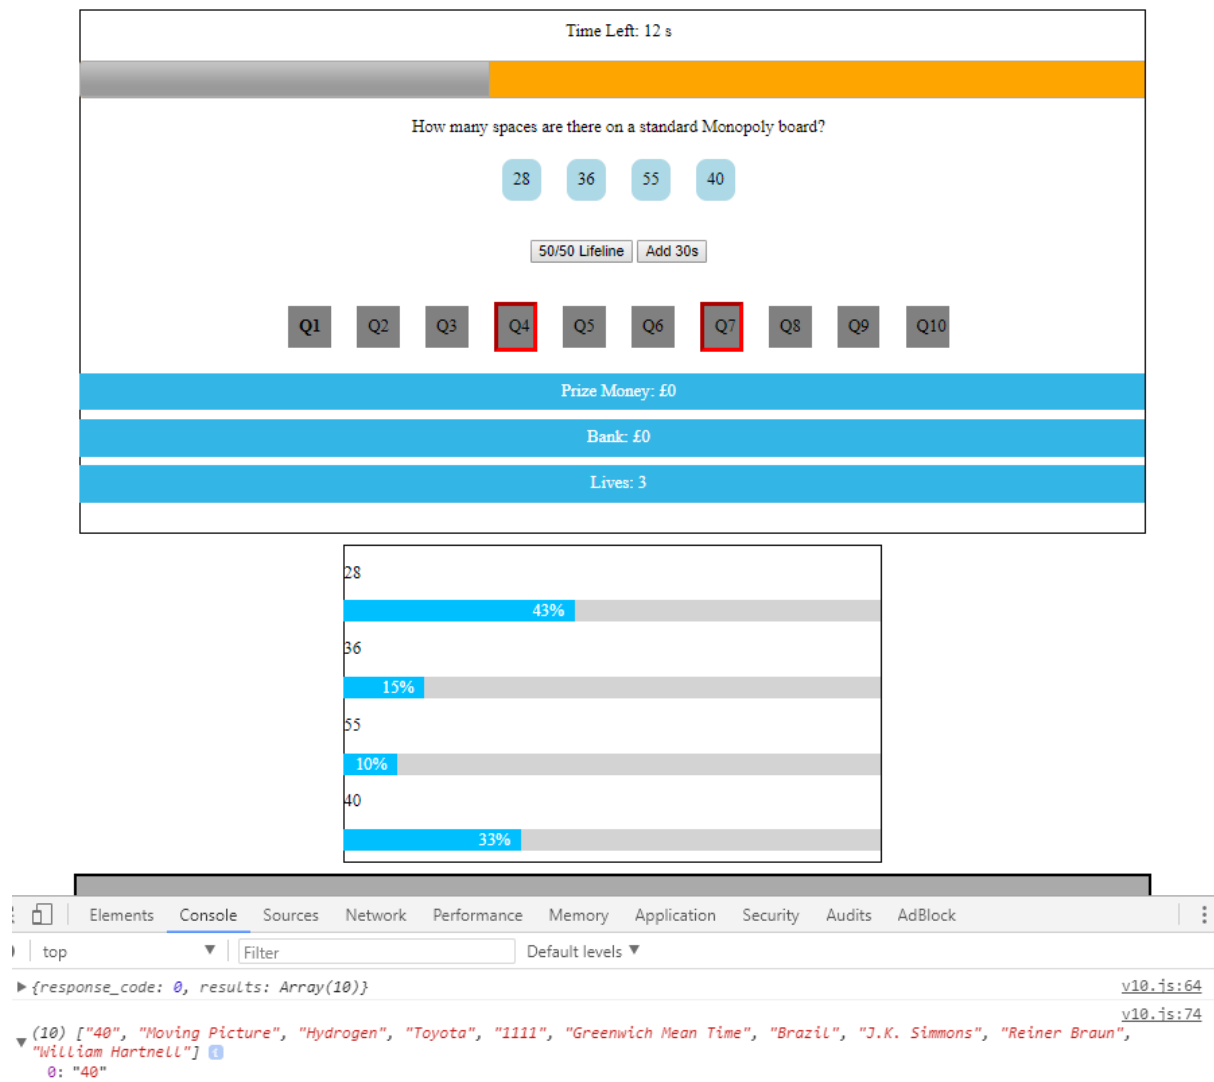 Time Left: 12 s
How many spaces are there on a standard Monopoly board?
28 36 55 40
50/50 Lifeline Add 30s
Q1 Q2 Q3 Q4 Q5 Q6 Q7 Q8 Q9 Q10
Prize Money: £0
Bank: £0
Lives: 3
28
43%
36
15%
55
10%
40
33%
Elements Console Sources Network Performance Memory Application Security Audits AdBlock
top Filter Default levels
{response_code: 0, results: Array(10)} v10.js:64
v10.js:74
(10) ["40", "Moving Picture", "Hydrogen", "Toyota", "1111", "Greenwich Mean Time", "Brazil", "J.K. Simmons", "Reiner Braun",
"William Hartnell"] i
0: "40"